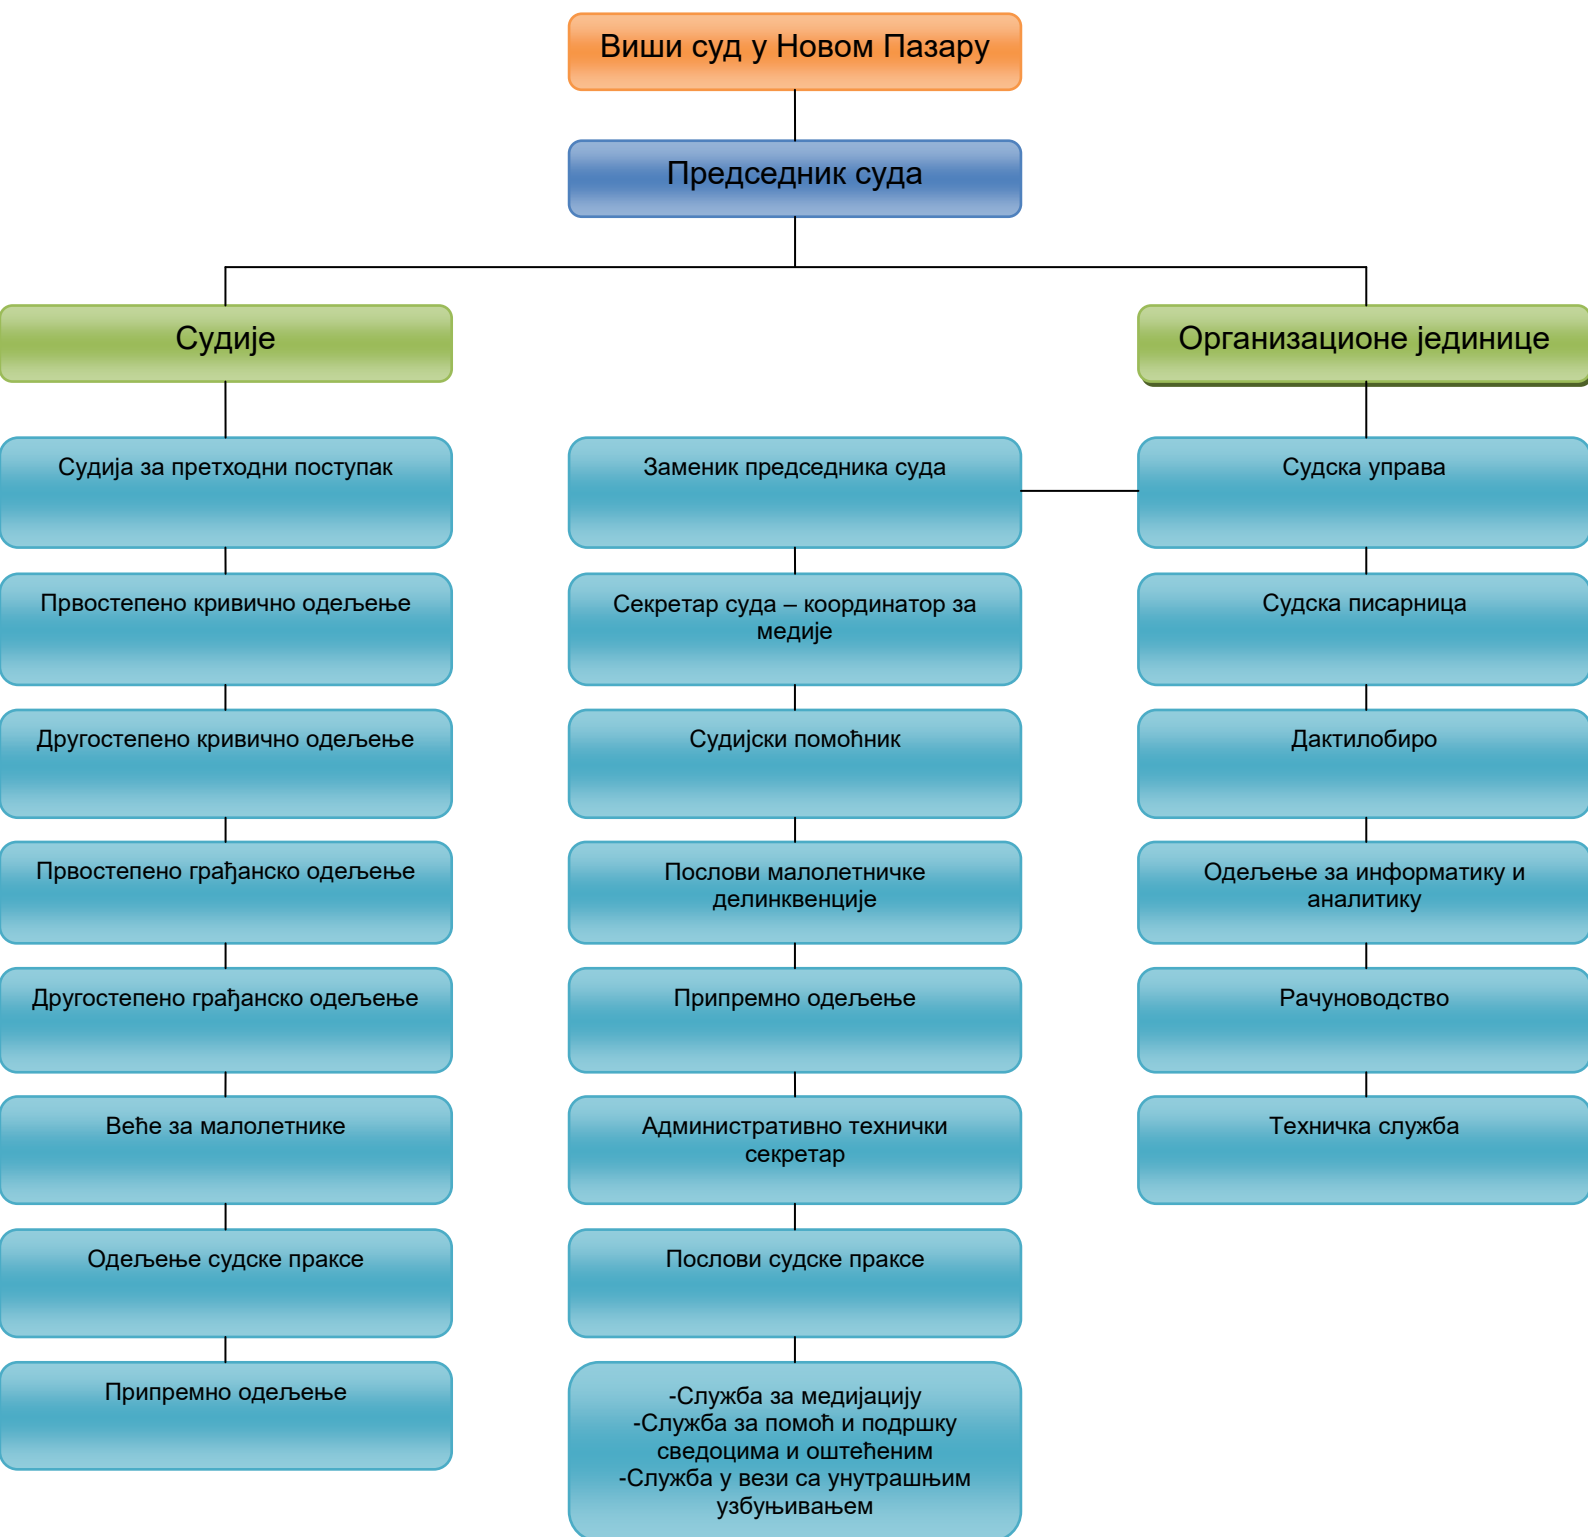 Виши суд у Новом Пазару
Председник суда
Судије
Организационе јединице
Судија за претходни поступак
Заменик председника суда
Судска управа
Првостепено кривично одељење
Секретар суда – координатор за
медије
Судска писарница
Другостепено кривично одељење
Судијски помоћник
Дактилобиро
Првостепено грађанско одељење
Послови малолетничке
делинквенције
Одељење за информатику и
аналитику
Другостепено грађанско одељење
Припремно одељење
Рачуноводство
Веће за малолетнике
Административно технички
секретар
Техничка служба
Одељење судске праксе
Послови судске праксе
Припремно одељење
-Служба за медијацију
-Служба за помоћ и подршку
сведоцима и оштећеним
-Служба у вези са унутрашњим
узбуњивањем